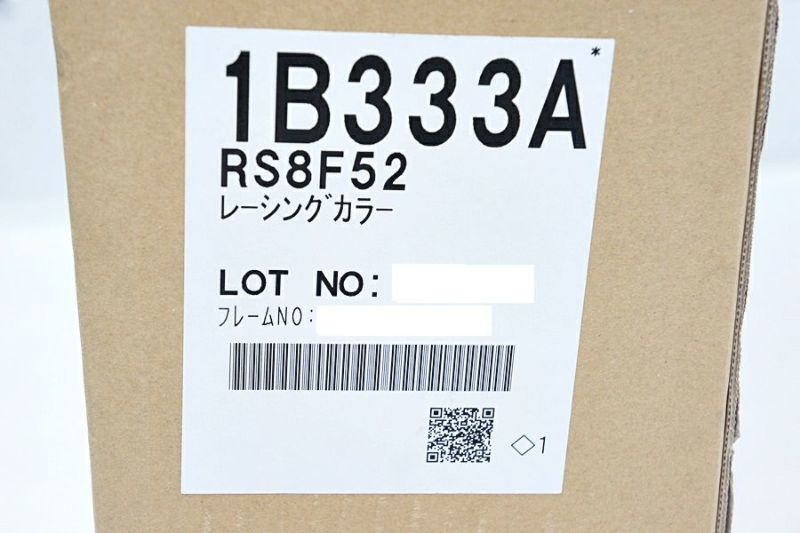 1B333A*
RS8F52
レーシングカラー
LOT NO:
フレームNO:
◇1